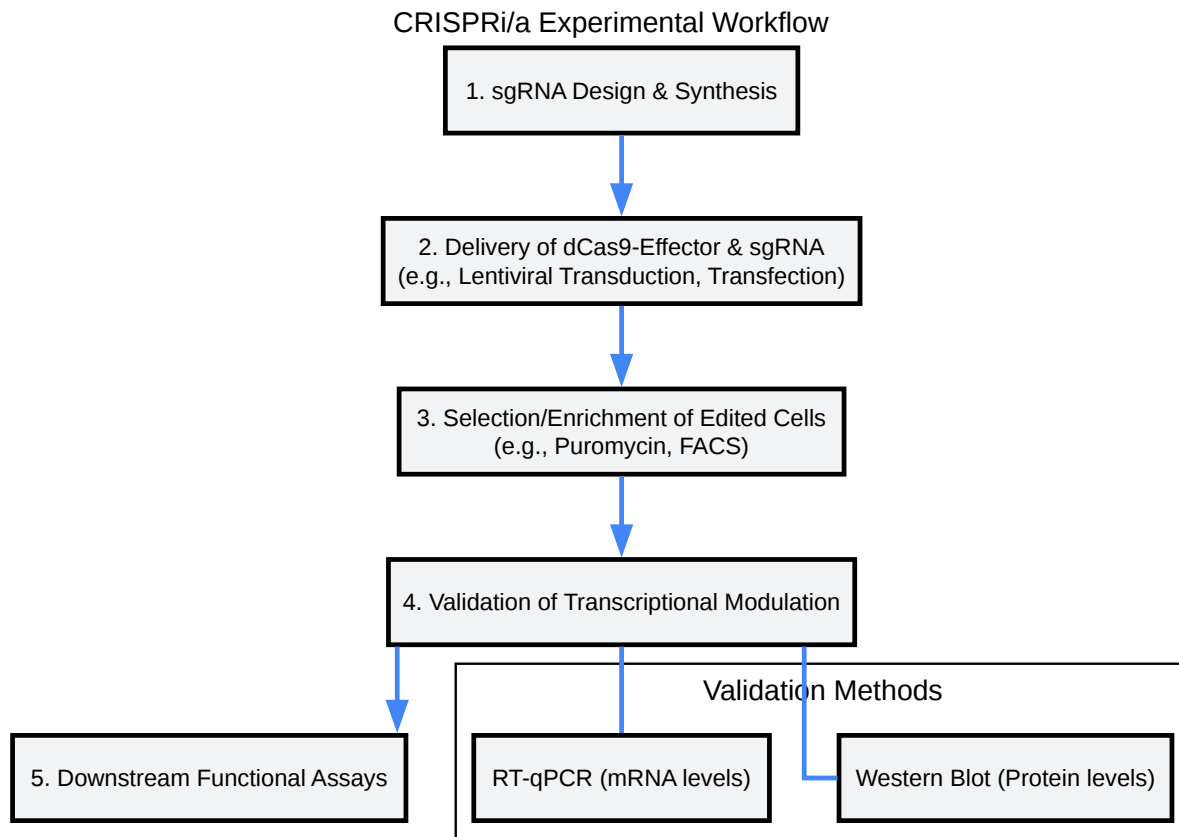 CRISPRi/a Experimental Workflow
1. sgRNA Design & Synthesis
2. Delivery of dCas9-Effector & sgRNA
(e.g., Lentiviral Transduction, Transfection)
3. Selection/Enrichment of Edited Cells
(e.g., Puromycin, FACS)
4. Validation of Transcriptional Modulation
Validation Methods
5. Downstream Functional Assays
RT-qPCR (mRNA levels)
Western Blot (Protein levels)